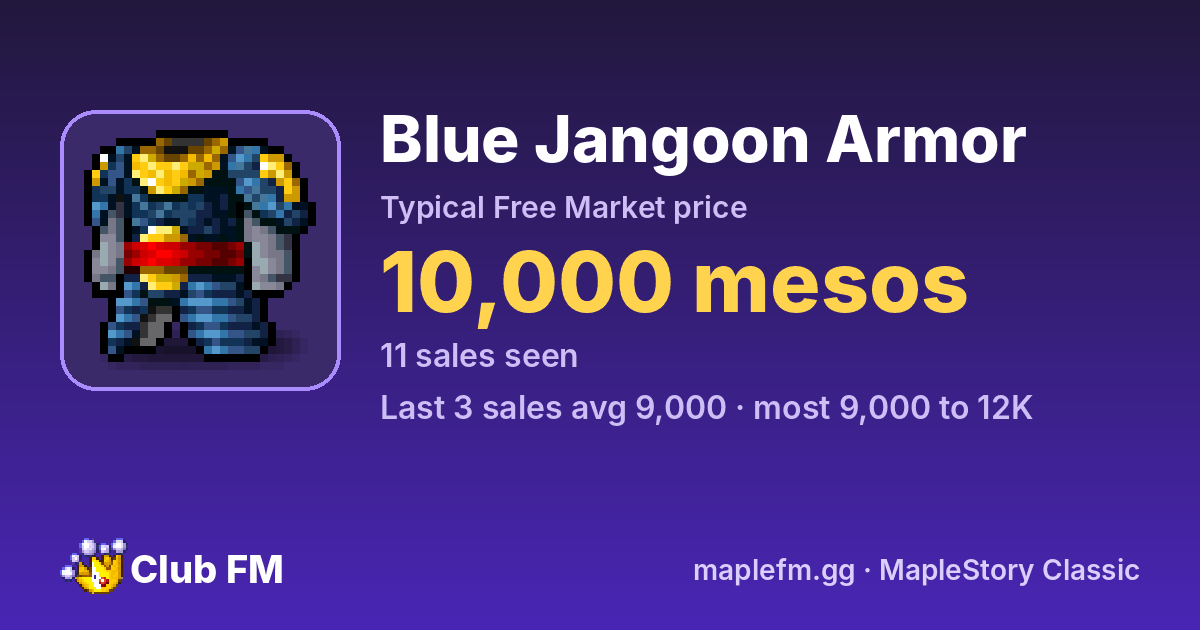 Blue Jangoon Armor
Typical Free Market price
10,000 mesos
11 sales seen
Last 3 sales avg 9,000 · most 9,000 to 12K
Club FM
maplefm.gg · MapleStory Classic